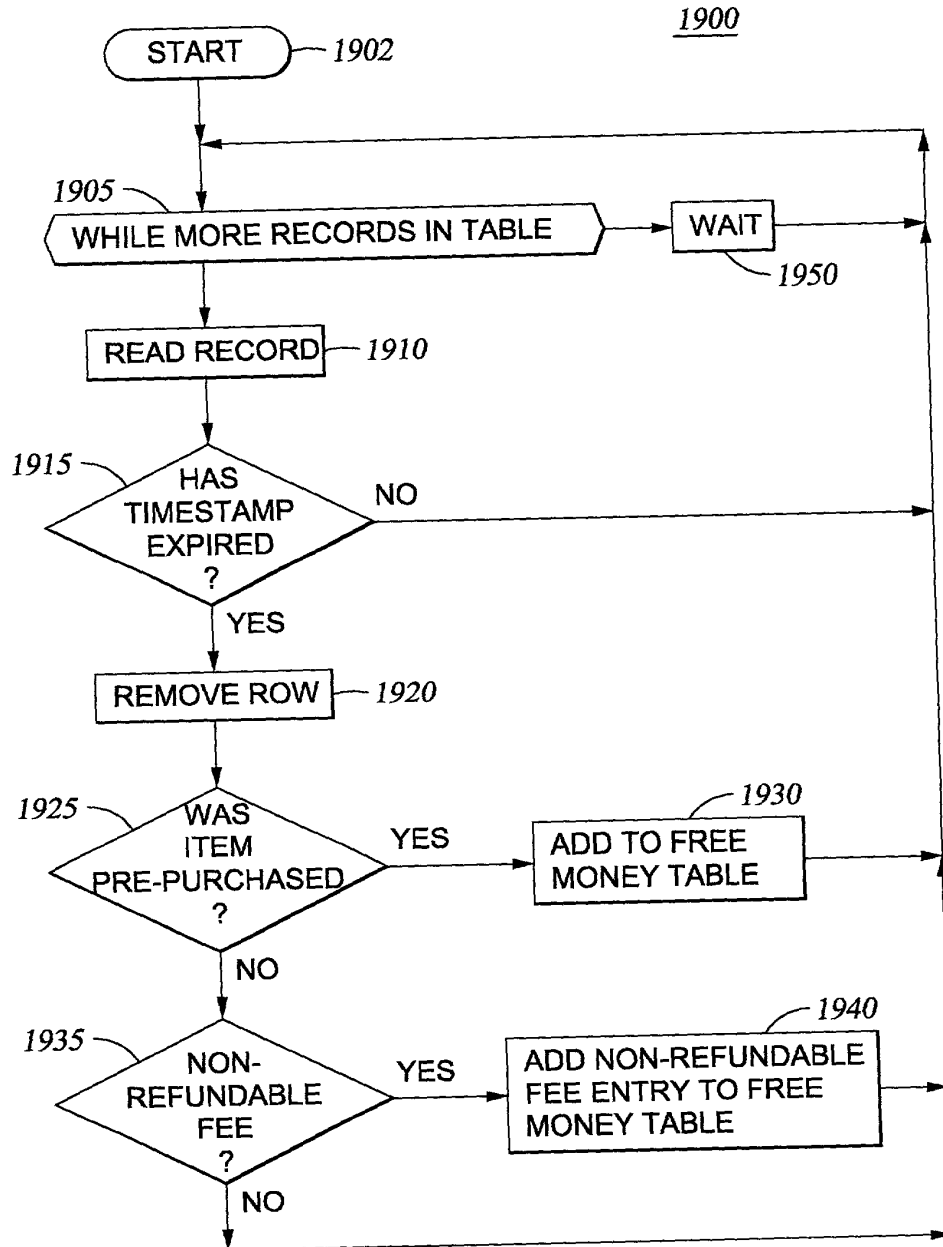 1900
START
1902
1905
WHILE MORE RECORDS IN TABLE
WAIT
1950
READ RECORD
1910
1915
HAS
TIMESTAMP
EXPIRED
?
NO
YES
REMOVE ROW
1920
1925
WAS
ITEM
PRE-PURCHASED
?
YES
1930
ADD TO FREE
MONEY TABLE
NO
1935
NON-
REFUNDABLE
FEE
?
YES
1940
ADD NON-REFUNDABLE
FEE ENTRY TO FREE
MONEY TABLE
NO